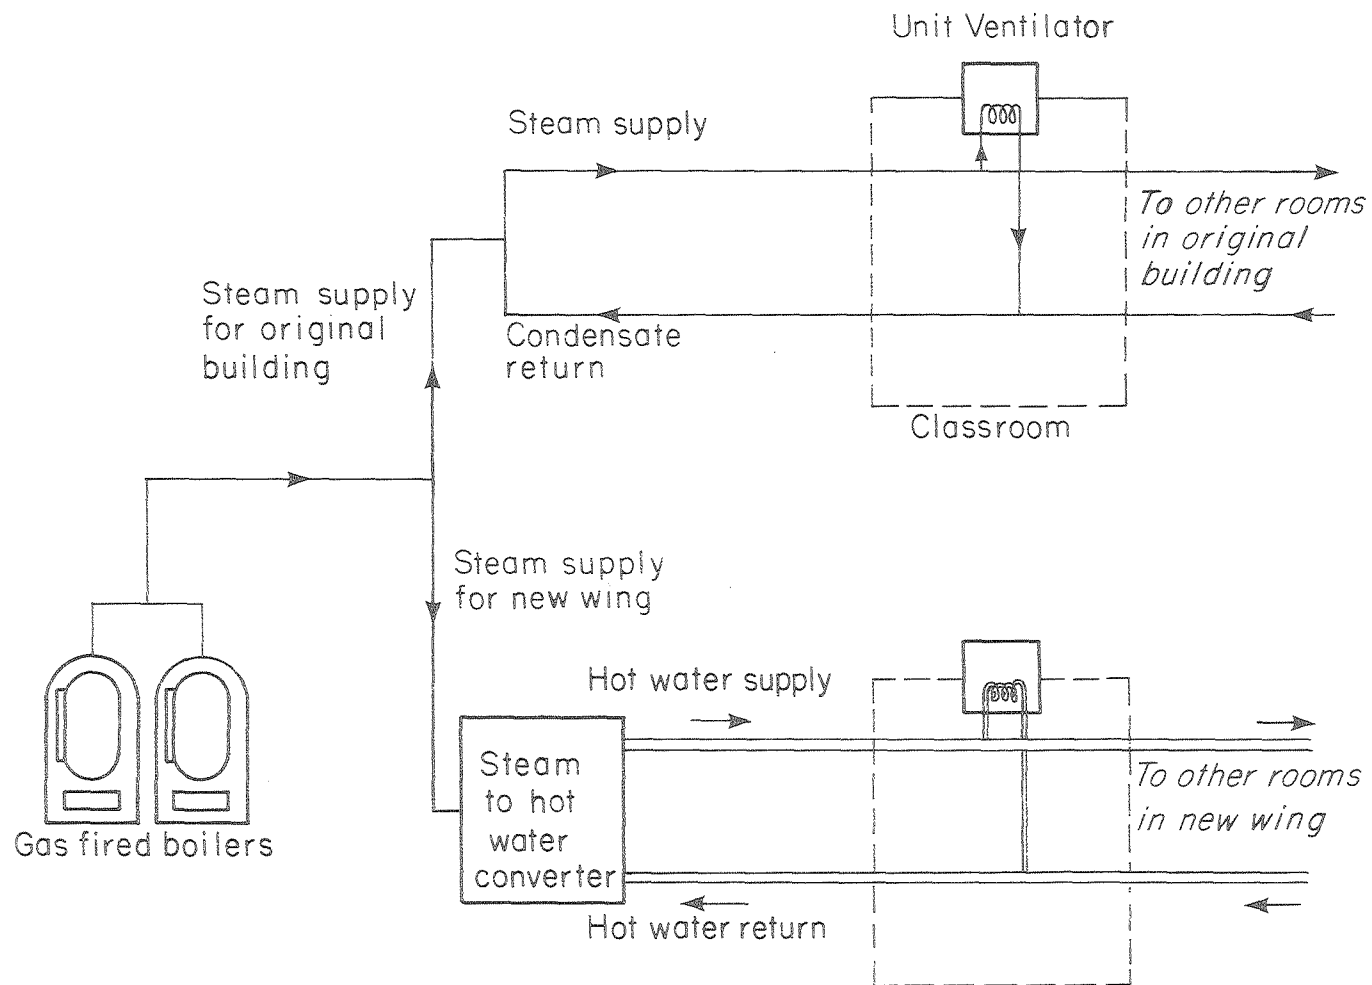 Unit Ventilator
Steam supply
To other rooms
in original
building
Steam supply
for original
building
Condensate
return
Classroom
Steam supply
for new wing
Hot water supply
Steam
to hot
water
converter
To other rooms
in new wing
Gas fired boilers
Hot water return